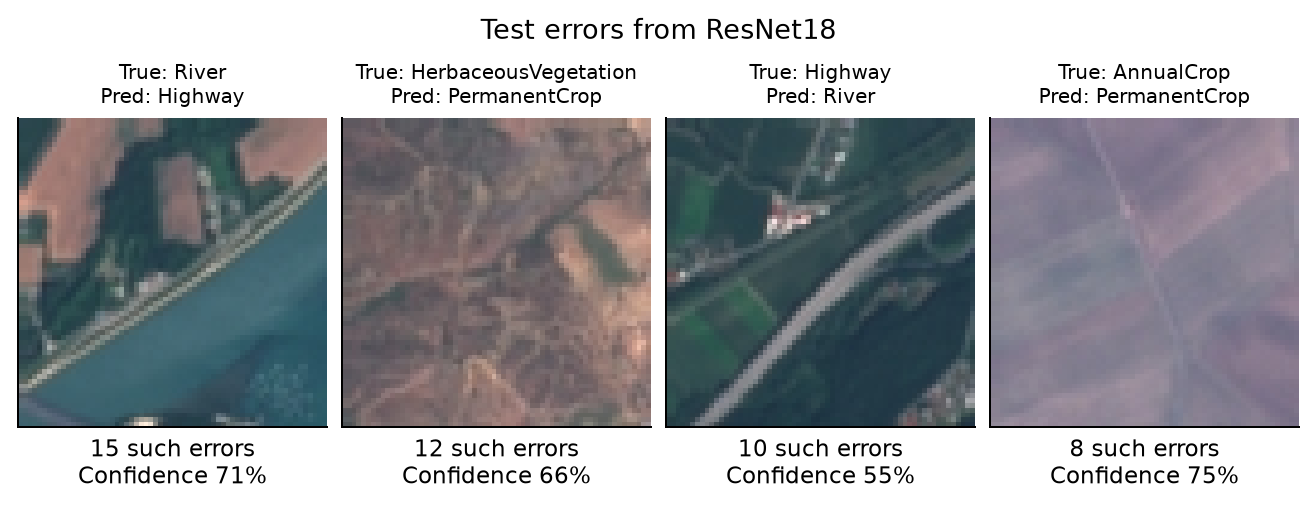 Test errors from ResNet18
True: River
Pred: Highway
True: HerbaceousVegetation
Pred: PermanentCrop
True: Highway
Pred: River
True: AnnualCrop
Pred: PermanentCrop
15 such errors
Confidence 71%
12 such errors
Confidence 66%
10 such errors
Confidence 55%
8 such errors
Confidence 75%